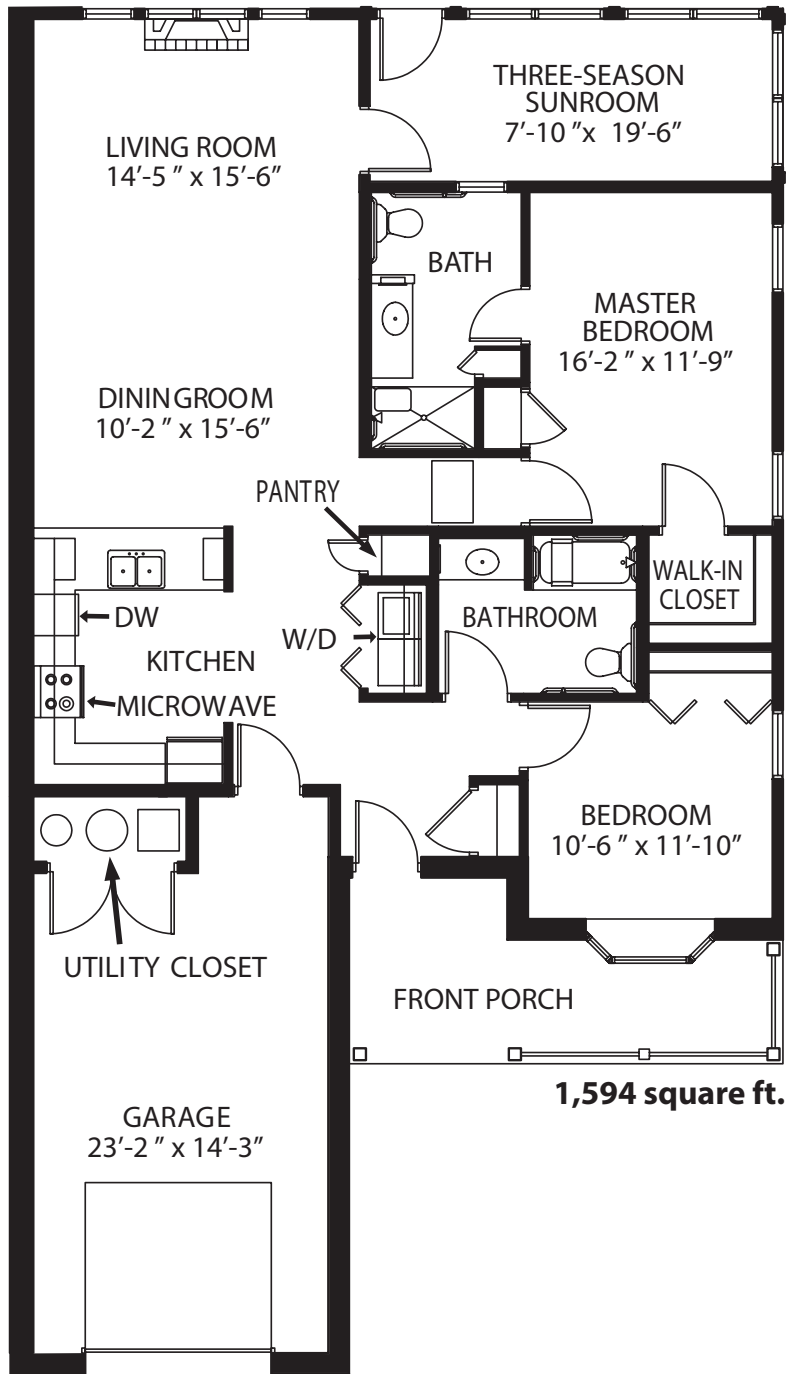 THREE-SEASON
SUNROOM
7’-10 ”x 19’-6”
LIVING ROOM
14’-5 ” x 15’-6”
BATH
MASTER
BEDROOM
16’-2 ” x 11’-9”
DINING ROOM
10’-2 ” x 15’-6”
PANTRY
WALK-IN
CLOSET
DW
W/D
BATHROOM
KITCHEN
MICROWAVE
BEDROOM
10’-6 ” x 11’-10”
UTILITY CLOSET
FRONT PORCH
1,594 square ft.
GARAGE
23’-2 ” x 14’-3”